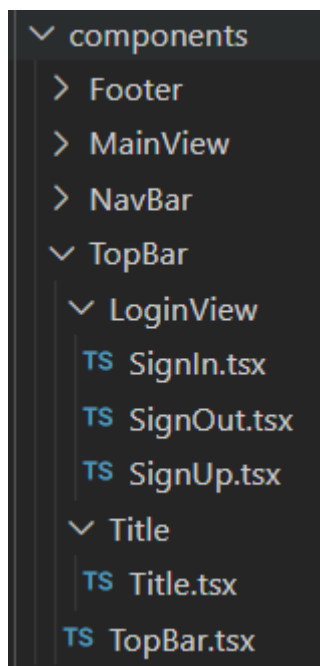 components
Footer
MainView
NavBar
TopBar
LoginView
TS SignIn.tsx
TS SignOut.tsx
TS SignUp.tsx
Title
TS Title.tsx
TS TopBar.tsx